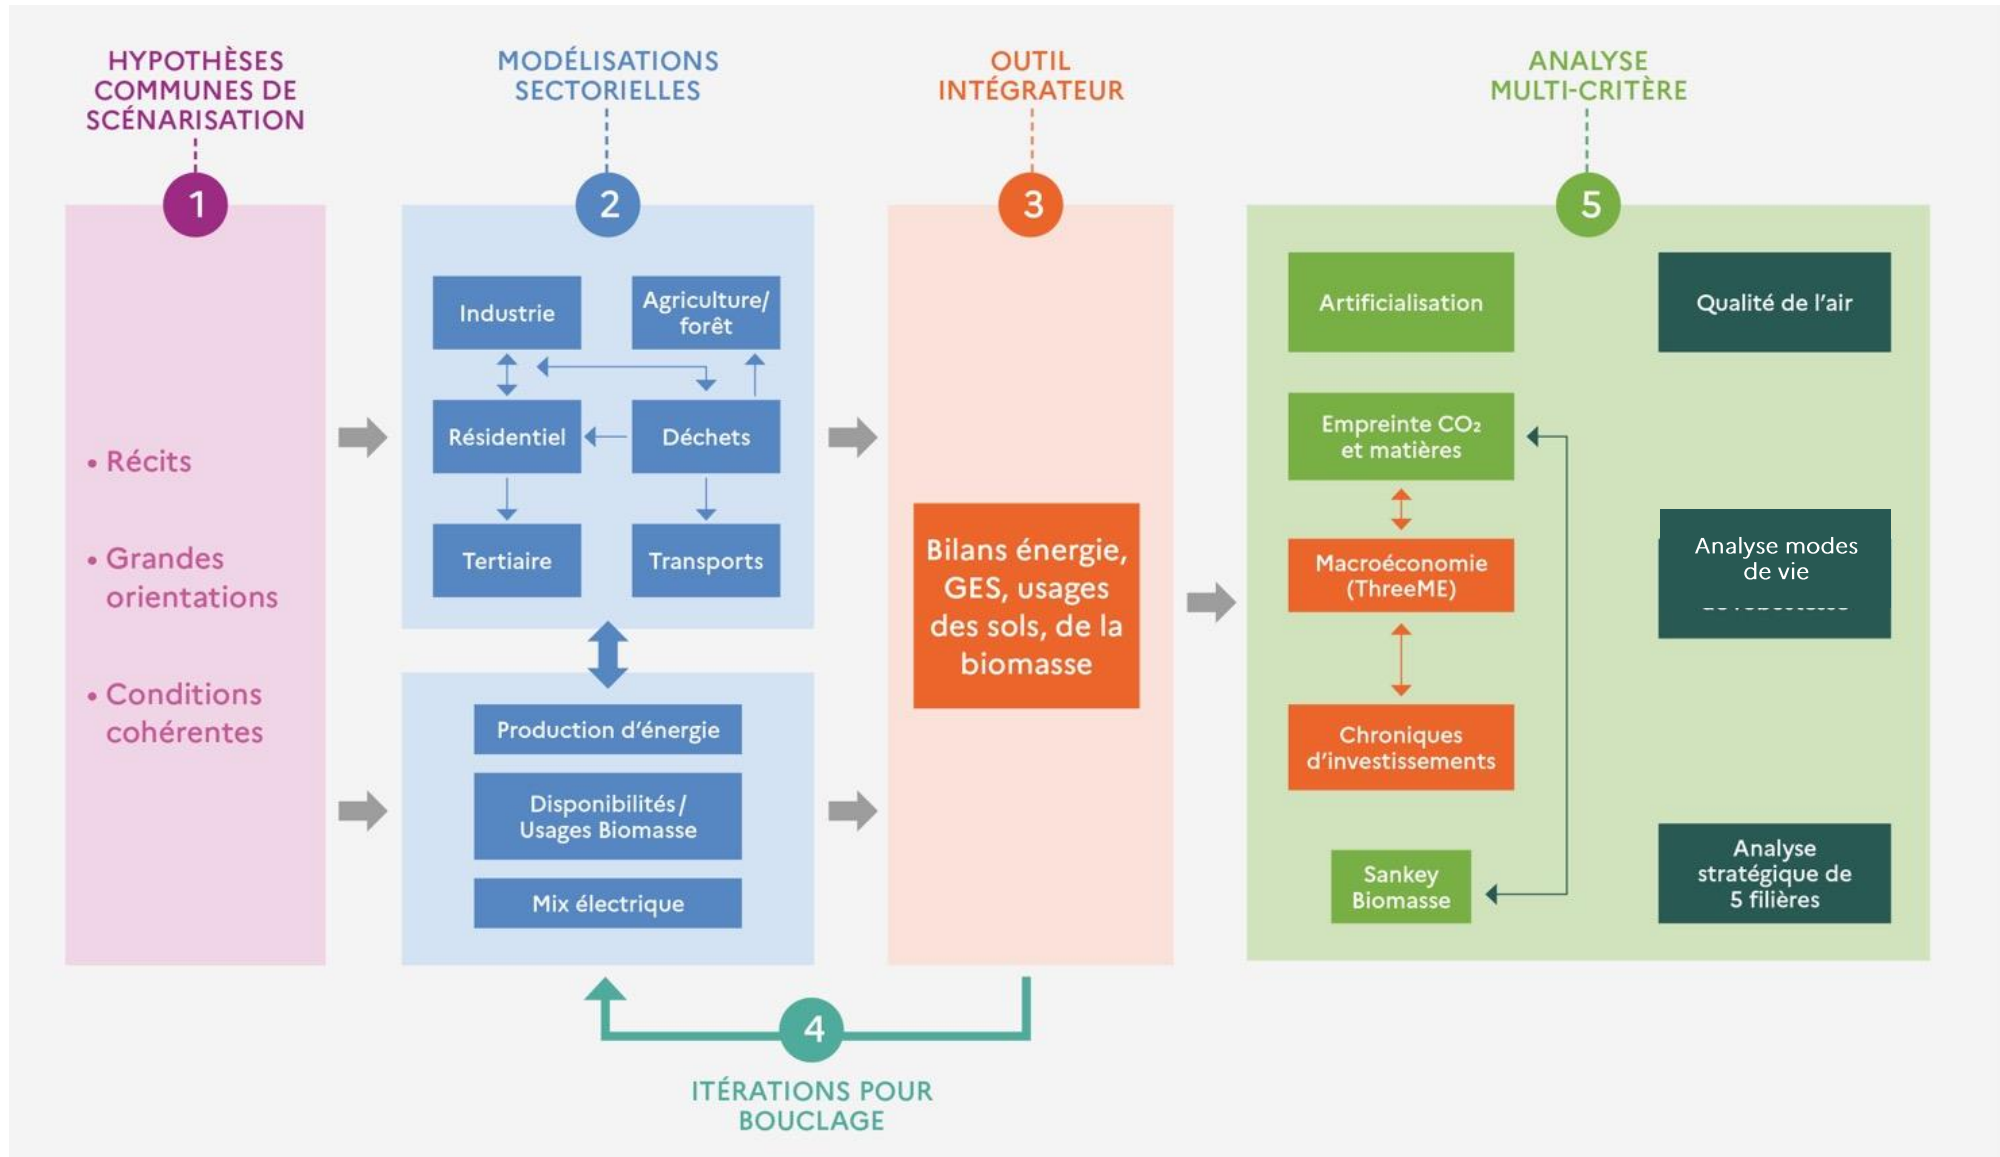 HYPOTHÈSES
COMMUNES DE
SCÉNARISATION
1
• Récits
• Grandes
orientations
• Conditions
cohérentes
MODÉLISATIONS
SECTORIELLES
2
Industrie
Agriculture/
forêt
Résidentiel
Déchets
Tertiaire
Transports
Production d’énergie
Disponibilités/
Usages Biomasse
Mix électrique
OUTIL
INTÉGRATEUR
3
Bilans énergie,
GES, usages
des sols, de la
biomasse
4
ITÉRATIONS POUR
BOUCLAGE
ANALYSE
MULTI-CRITÈRE
5
Artificialisation
Qualité de l’air
Empreinte CO₂
et matières
Macroéconomie
(ThreeME)
Analyse modes
de vie
Chroniques
d’investissements
Sankey
Biomasse
Analyse
stratégique de
5 filières